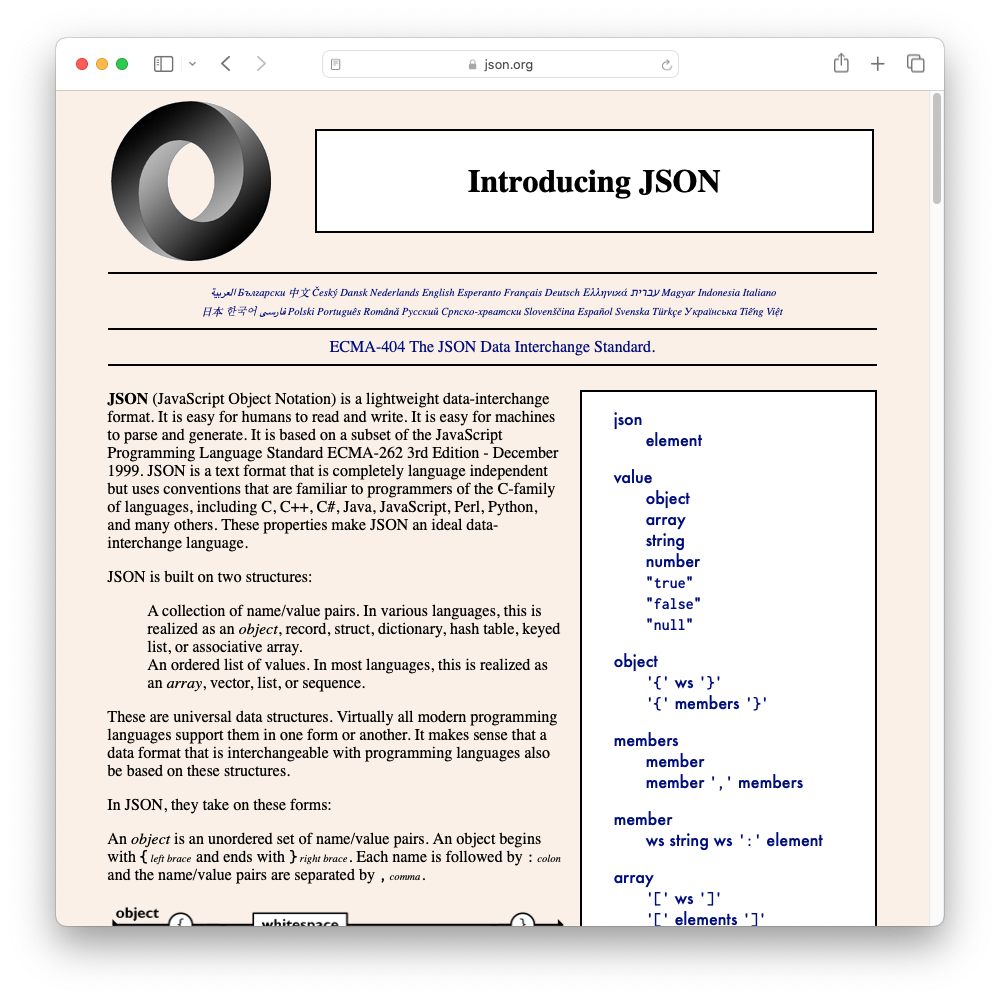 json.org
Introducing JSON
العربية Български 中文 Český Dansk Nederlands English Esperanto Français Deutsch Ελληνικά עברית Magyar Indonesia Italiano
日本 한국어 فارسی Polski Português Română Русский Српско-хрватски Slovenščina Español Svenska Türkçe Українська Tiếng Việt
ECMA-404 The JSON Data Interchange Standard.
JSON (JavaScript Object Notation) is a lightweight data-interchange
format. It is easy for humans to read and write. It is easy for machines
to parse and generate. It is based on a subset of the JavaScript
Programming Language Standard ECMA-262 3rd Edition - December
1999. JSON is a text format that is completely language independent
but uses conventions that are familiar to programmers of the C-family
of languages, including C, C++, C#, Java, JavaScript, Perl, Python,
and many others. These properties make JSON an ideal data-
interchange language.
JSON is built on two structures:
A collection of name/value pairs. In various languages, this is
realized as an object, record, struct, dictionary, hash table, keyed
list, or associative array.
An ordered list of values. In most languages, this is realized as
an array, vector, list, or sequence.
These are universal data structures. Virtually all modern programming
languages support them in one form or another. It makes sense that a
data format that is interchangeable with programming languages also
be based on these structures.
In JSON, they take on these forms:
An object is an unordered set of name/value pairs. An object begins
with { left brace and ends with } right brace. Each name is followed by : colon
and the name/value pairs are separated by , comma.
object
{ whitespace }
json
element
value
object
array
string
number
"true"
"false"
"null"
object
'{' ws '}'
'{' members '}'
members
member
member ',' members
member
ws string ws ':' element
array
'[' ws ']'
'[' elements ']'